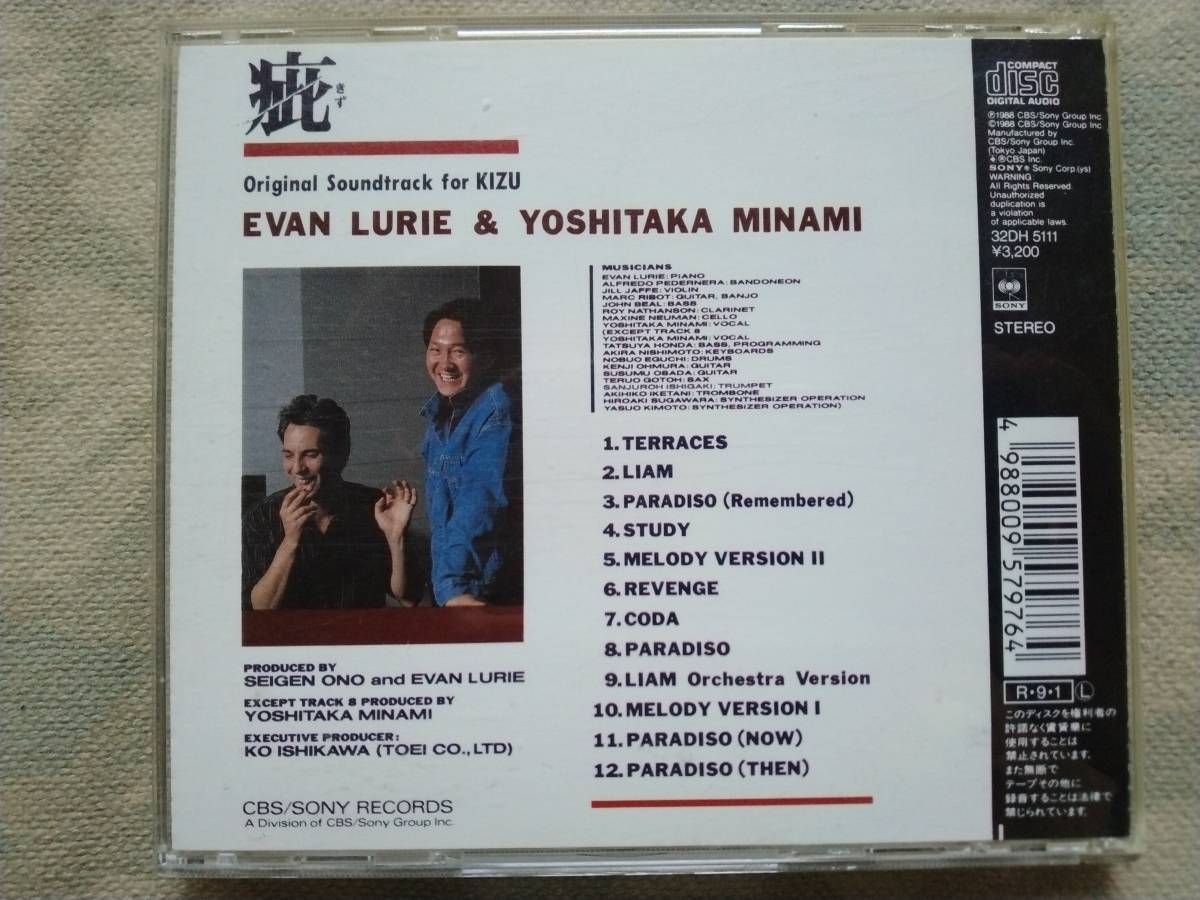 疵
きず
Original Soundtrack for KIZU
EVAN LURIE & YOSHITAKA MINAMI
MUSICIANS
EVAN LURIE: PIANO
ALFREDO PEDERNERA: BANDONEON
JILL JAFFE: VIOLIN
MARC RIBOT: GUITAR, BANJO
JOHN BEAL: BASS
ROY NATHANSON: CLARINET
MAXINE NEUMAN: CELLO
YOSHITAKA MINAMI: VOCAL
(EXCEPT TRACK 8
YOSHITAKA MINAMI: VOCAL
TATSUYA HONDA: BASS, PROGRAMMING
AKIRA NISHIMOTO: KEYBOARDS
NOBUO EGUCHI: DRUMS
KENJI OHMURA: GUITAR
SUSUMU OSADA: GUITAR
TERUO GOTOH: SAX
SANJUROH ISHIGAKI: TRUMPET
AKIHIKO IKETANI: TROMBONE
HIROAKI SUGAWARA: SYNTHESIZER OPERATION
YASUO KIMOTO: SYNTHESIZER OPERATION)
1. TERRACES
2. LIAM
3. PARADISO (Remembered)
4. STUDY
5. MELODY VERSION II
6. REVENGE
7. CODA
8. PARADISO
9. LIAM Orchestra Version
10. MELODY VERSION I
11. PARADISO (NOW)
12. PARADISO (THEN)
PRODUCED BY
SEIGEN ONO and EVAN LURIE
EXCEPT TRACK 8 PRODUCED BY
YOSHITAKA MINAMI
EXECUTIVE PRODUCER:
KO ISHIKAWA (TOEI CO., LTD)
CBS/SONY RECORDS
A Division of CBS/Sony Group Inc.
COMPACT
disc
DIGITAL AUDIO
℗1988 CBS/Sony Group Inc.
©1988 CBS/Sony Group Inc.
Manufactured by
CBS/Sony Group Inc.
(Tokyo Japan)
®CBS Inc.
SONY® Sony Corp.(ys)
WARNING:
All Rights Reserved.
Unauthorized
duplication is
a violation
of applicable laws.
32DH 5111
¥3,200
SONY
STEREO
4 988009 579764
R・9・1 Ⓛ
このディスクを権利者の
許諾なく賃貸業に
使用することは
禁止されています。
また無断で
テープその他に
録音することは法律で
禁じられています。